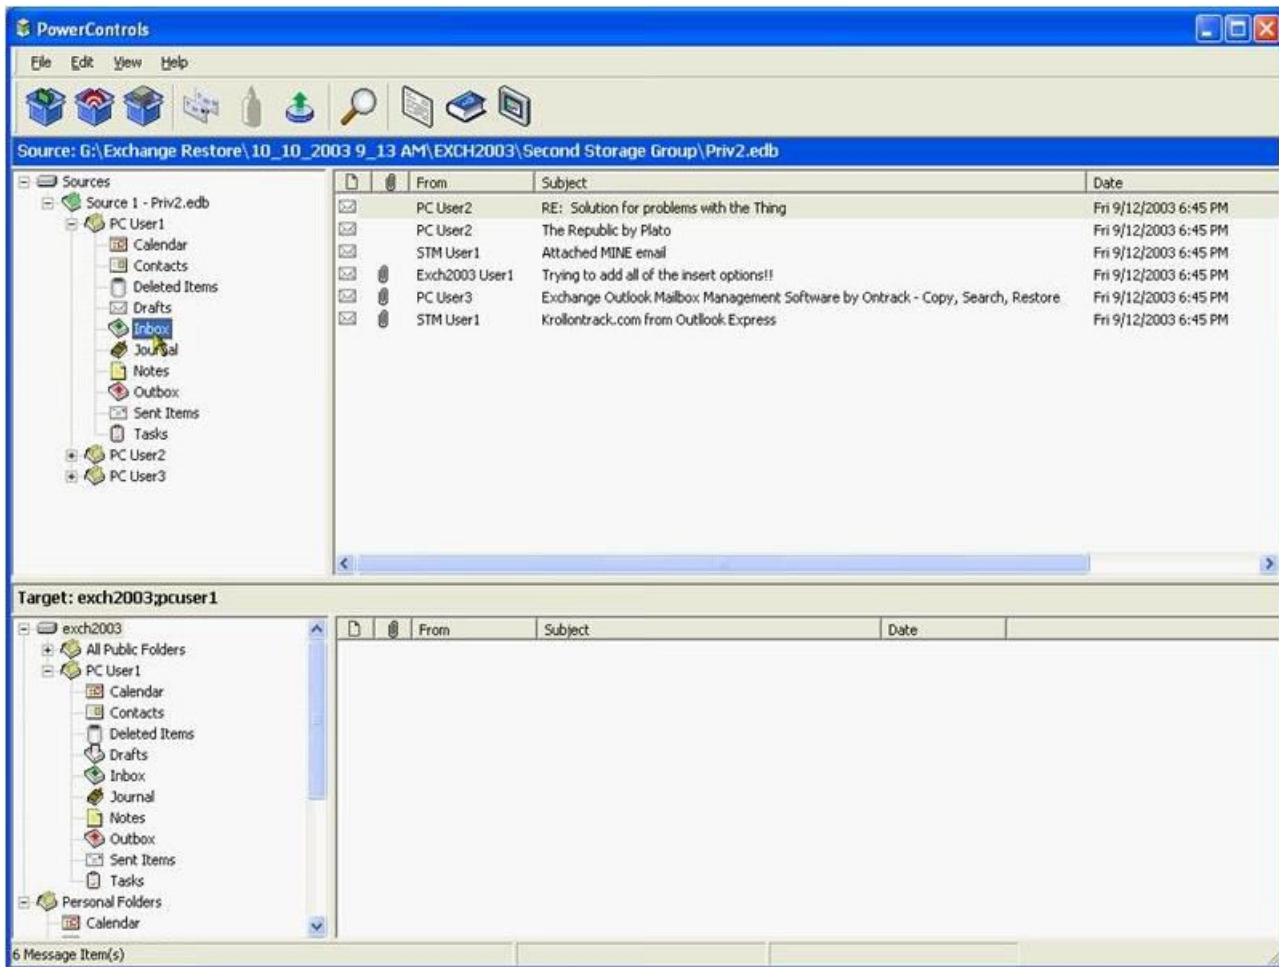 PowerControls
File Edit View Help
Source: G:\Exchange Restore\10_10_2003 9_13 AM\EXCH2003\Second Storage Group\Priv2.edb
Sources
Source 1 - Priv2.edb
PC User1
Calendar
Contacts
Deleted Items
Drafts
Inbox
Journal
Notes
Outbox
Sent Items
Tasks
PC User2
PC User3
From Subject Date
PC User2 RE: Solution for problems with the Thing Fri 9/12/2003 6:45 PM
PC User2 The Republic by Plato Fri 9/12/2003 6:45 PM
STM User1 Attached MINE email Fri 9/12/2003 6:45 PM
Exch2003 User1 Trying to add all of the insert options!! Fri 9/12/2003 6:45 PM
PC User3 Exchange Outlook Mailbox Management Software by Ontrack - Copy, Search, Restore Fri 9/12/2003 6:45 PM
STM User1 Krollontrack.com from Outllook Express Fri 9/12/2003 6:45 PM
Target: exch2003;pcuser1
exch2003
All Public Folders
PC User1
Calendar
Contacts
Deleted Items
Drafts
Inbox
Journal
Notes
Outbox
Sent Items
Tasks
Personal Folders
Calendar
From Subject Date
6 Message Item(s)